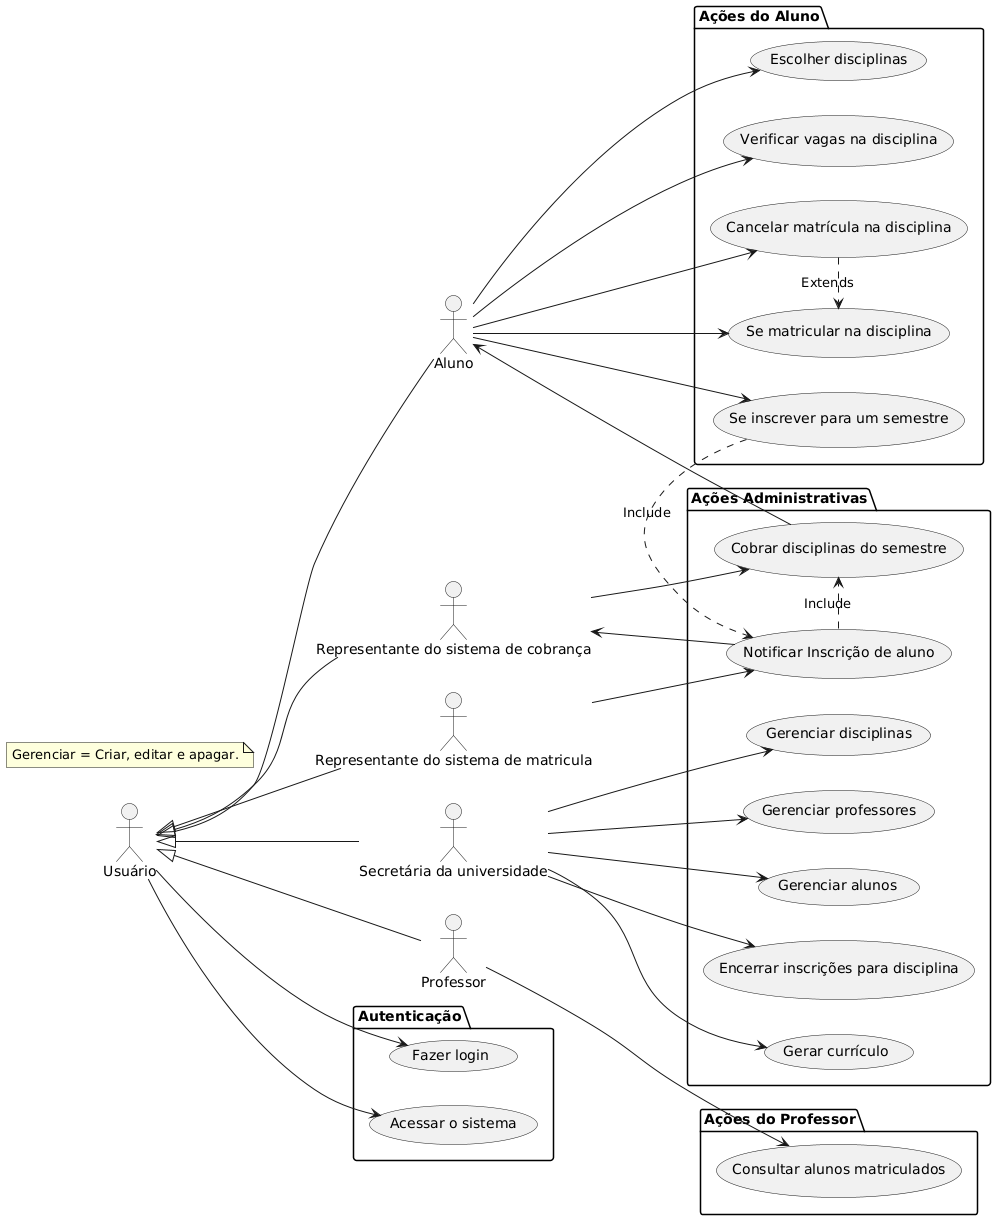 Ações do Aluno
Escolher disciplinas
Verificar vagas na disciplina
Cancelar matrícula na disciplina
Extends
Se matricular na disciplina
Aluno
Se inscrever para um semestre
Include
Ações Administrativas
Cobrar disciplinas do semestre
Include
Representante do sistema de cobrança
Notificar Inscrição de aluno
Gerenciar disciplinas
Gerenciar = Criar, editar e apagar.
Representante do sistema de matricula
Gerenciar professores
Usuário
Secretária da universidade
Gerenciar alunos
Encerrar inscrições para disciplina
Professor
Autenticação
Fazer login
Gerar currículo
Acessar o sistema
Ações do Professor
Consultar alunos matriculados